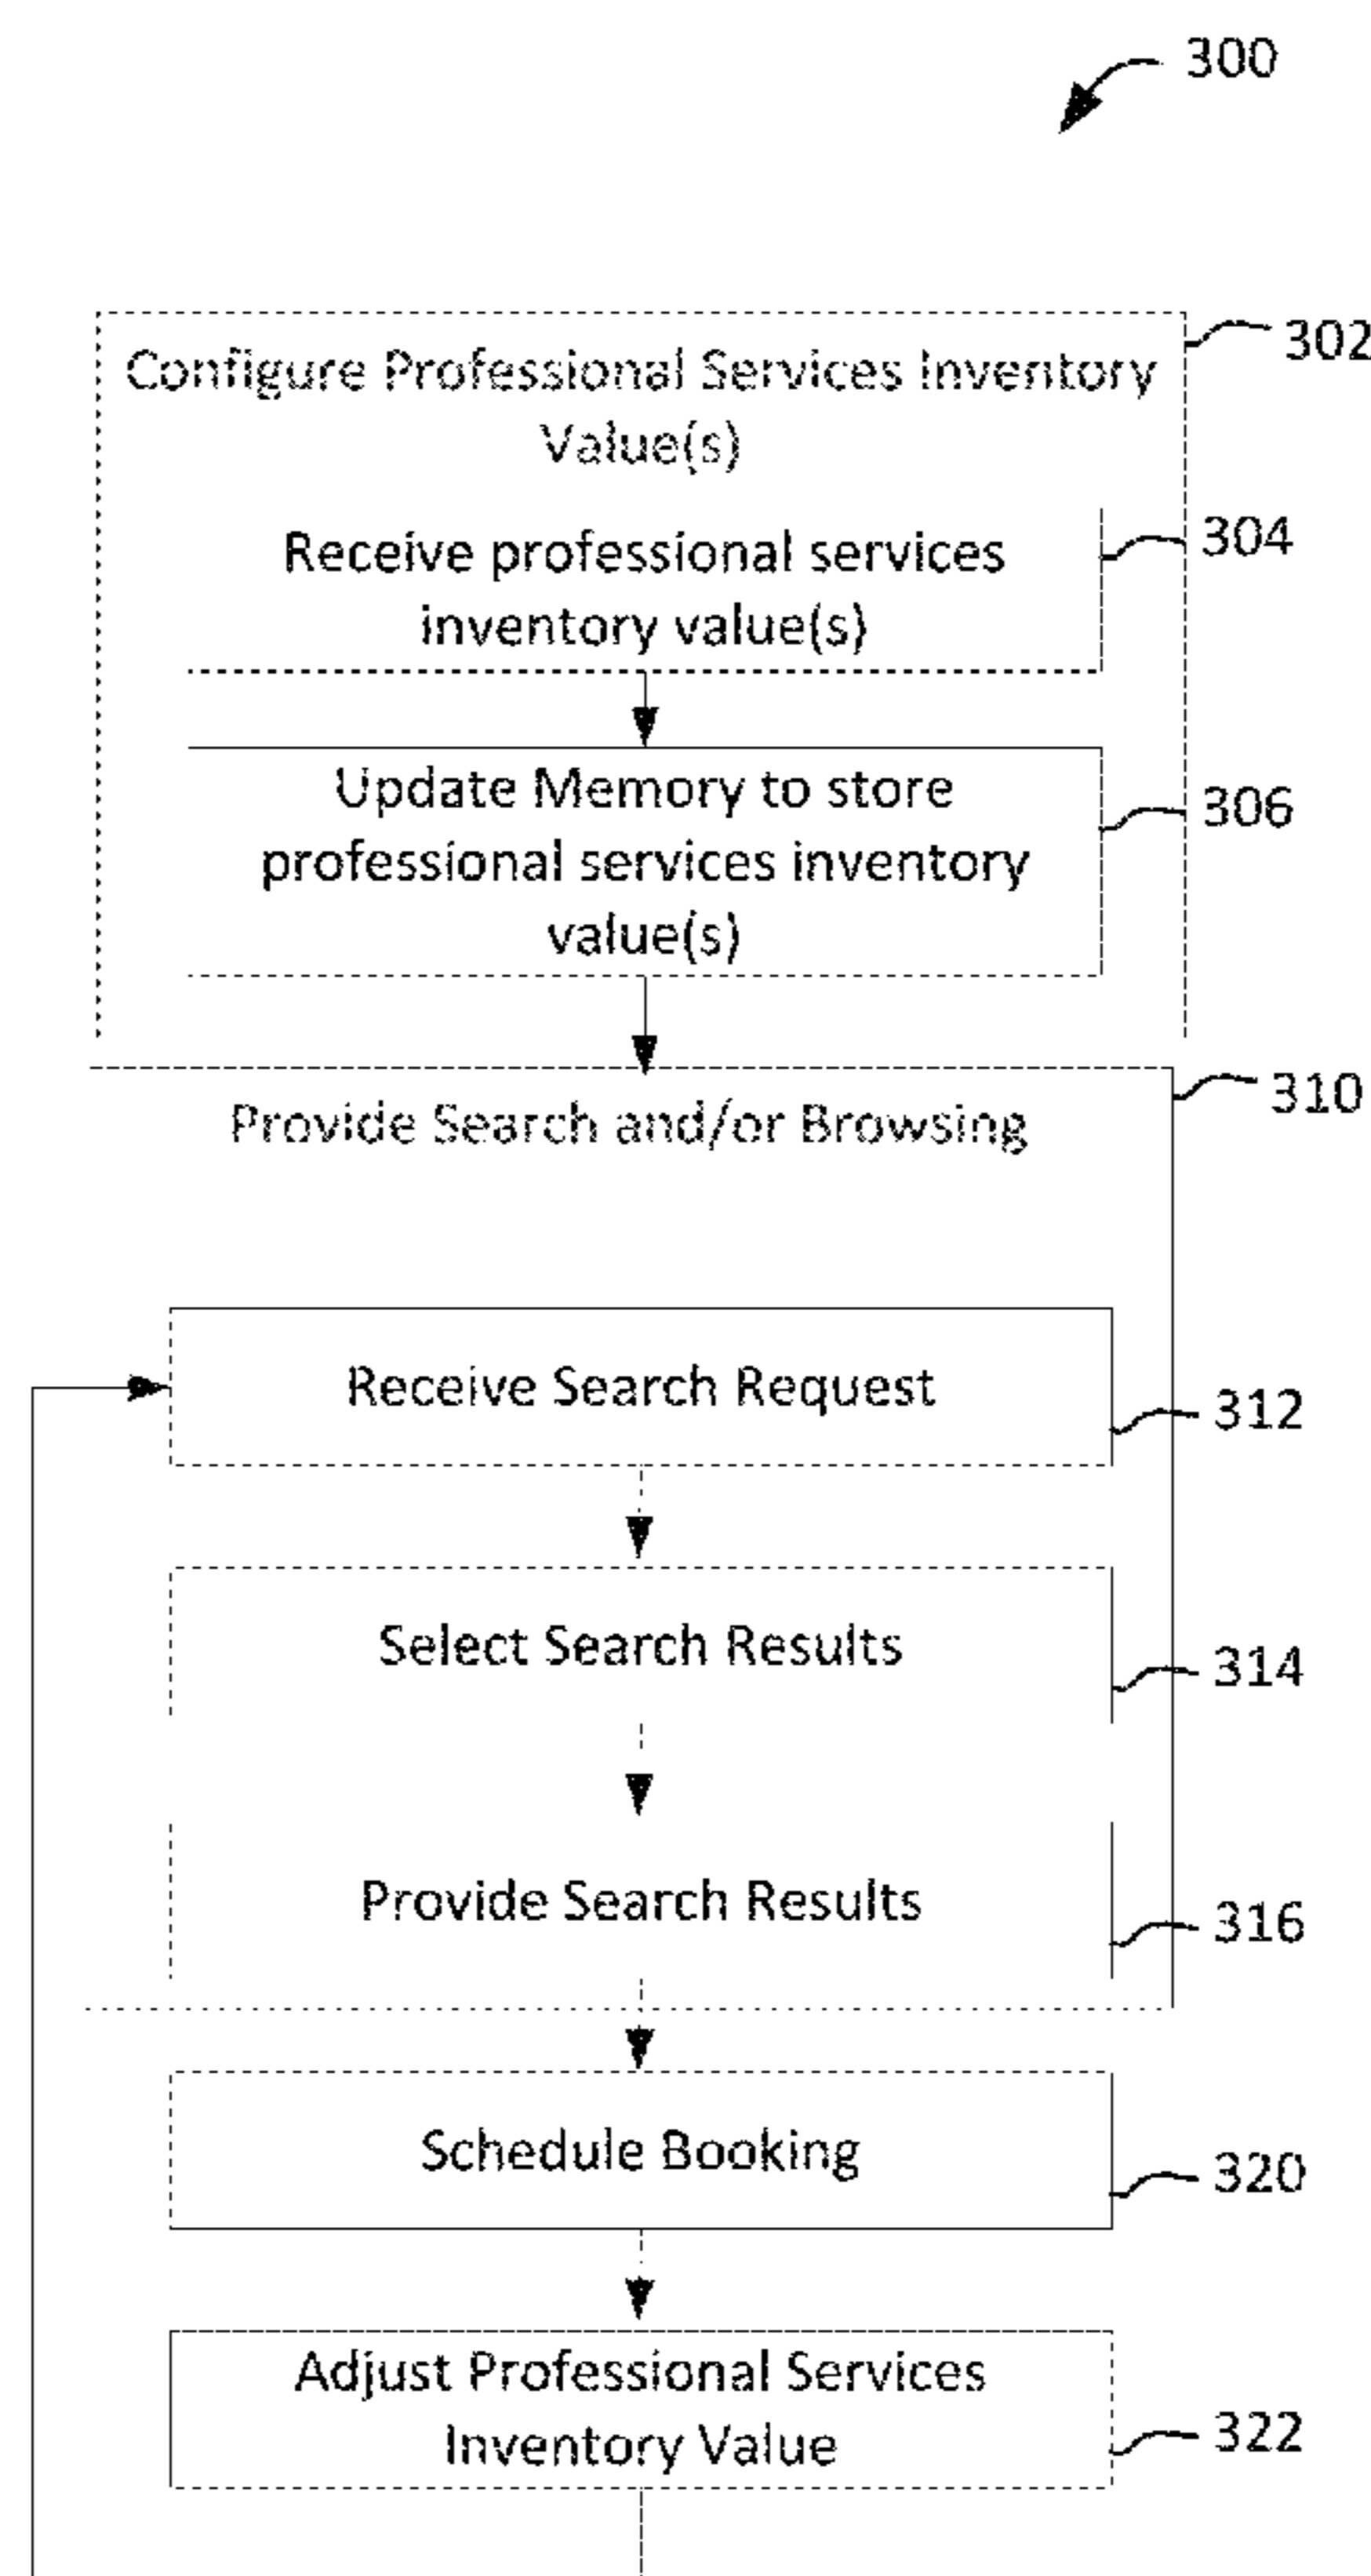 300
302
Configure Professional Services Inventory
Value(s)
304
Receive professional services
inventory value(s)
306
Update Memory to store
professional services inventory
value(s)
310
Provide Search and/or Browsing
Receive Search Request
312
Select Search Results
314
Provide Search Results
316
Schedule Booking
320
Adjust Professional Services
Inventory Value
322